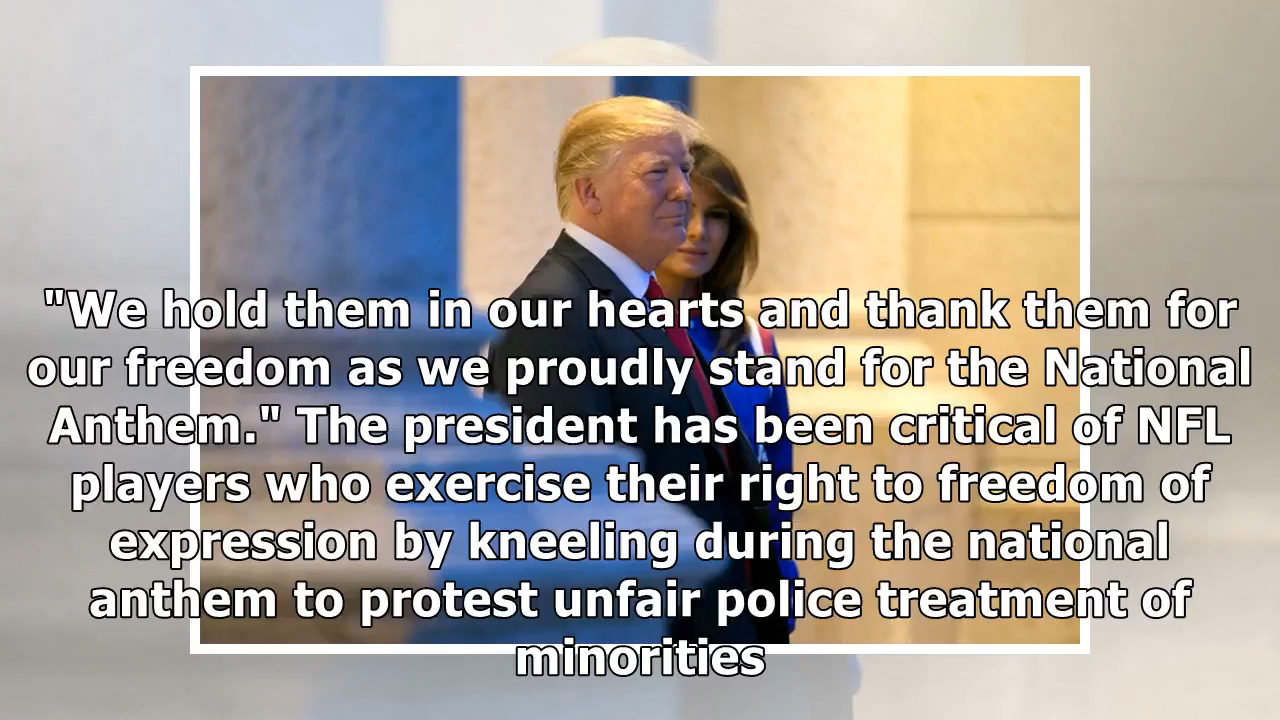 "We hold them in our hearts and thank them for
our freedom as we proudly stand for the National
Anthem." The president has been critical of NFL
players who exercise their right to freedom of
expression by kneeling during the national
anthem to protest unfair police treatment of
minorities